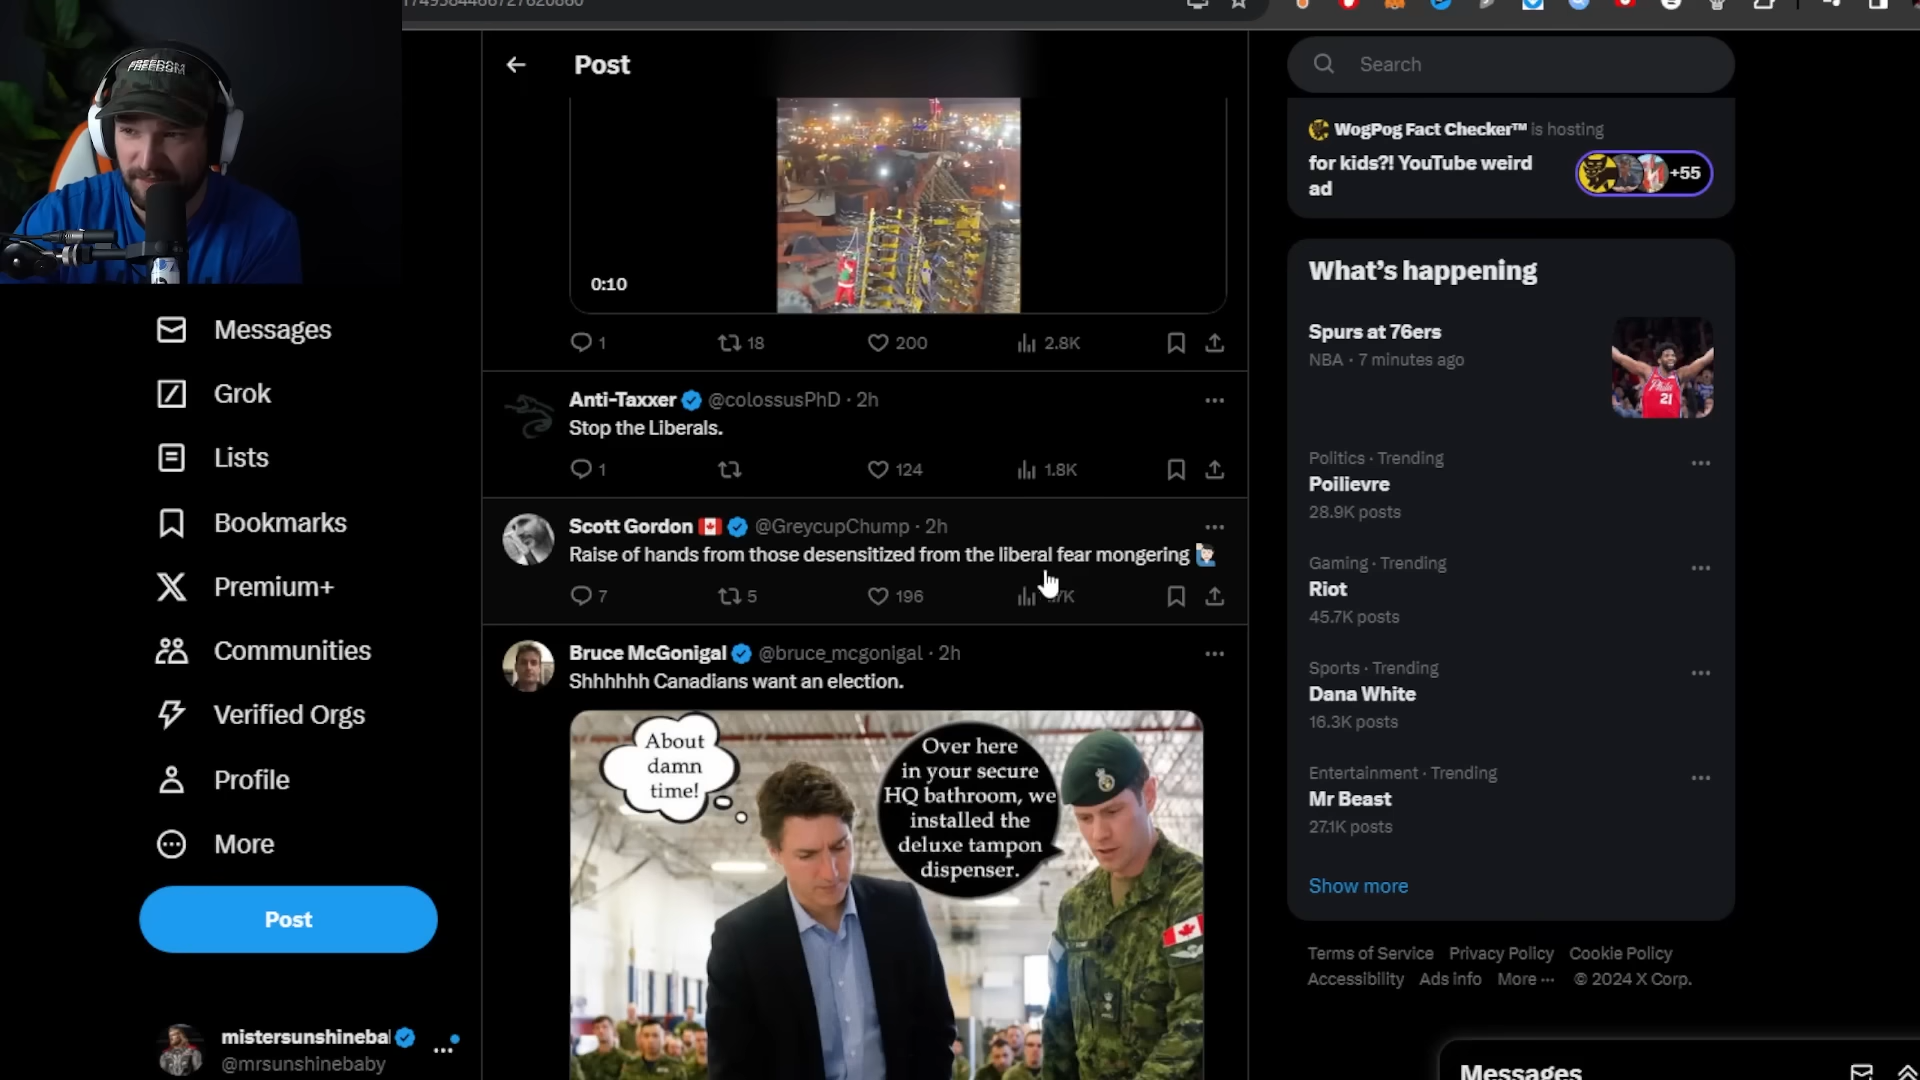 1749584466727620860
FREEDOM
FREEDOM
Post
Search
WogPog Fact Checker™ is hosting
for kids?! YouTube weird
ad
+55
0:10
1
18
200
2.8K
What's happening
Spurs at 76ers
NBA · 7 minutes ago
Phila
21
Anti-Taxxer @colossusPhD · 2h
Stop the Liberals.
1
124
1.8K
Scott Gordon @GreycupChump · 2h
Raise of hands from those desensitized from the liberal fear mongering
7
5
196
Bruce McGonigal @bruce_mcgonigal · 2h
Shhhhhh Canadians want an election.
About
damn
time!
Over here
in your secure
HQ bathroom, we
installed the
deluxe tampon
dispenser.
Politics · Trending
Poilievre
28.9K posts
Gaming · Trending
Riot
45.7K posts
Sports · Trending
Dana White
16.3K posts
Entertainment · Trending
Mr Beast
27.1K posts
Show more
Terms of Service Privacy Policy Cookie Policy
Accessibility Ads info More ··· © 2024 X Corp.
Messages
Grok
Lists
Bookmarks
Premium+
Communities
Verified Orgs
Profile
More
Post
mistersunshinebal
@mrsunshinebaby
Messages